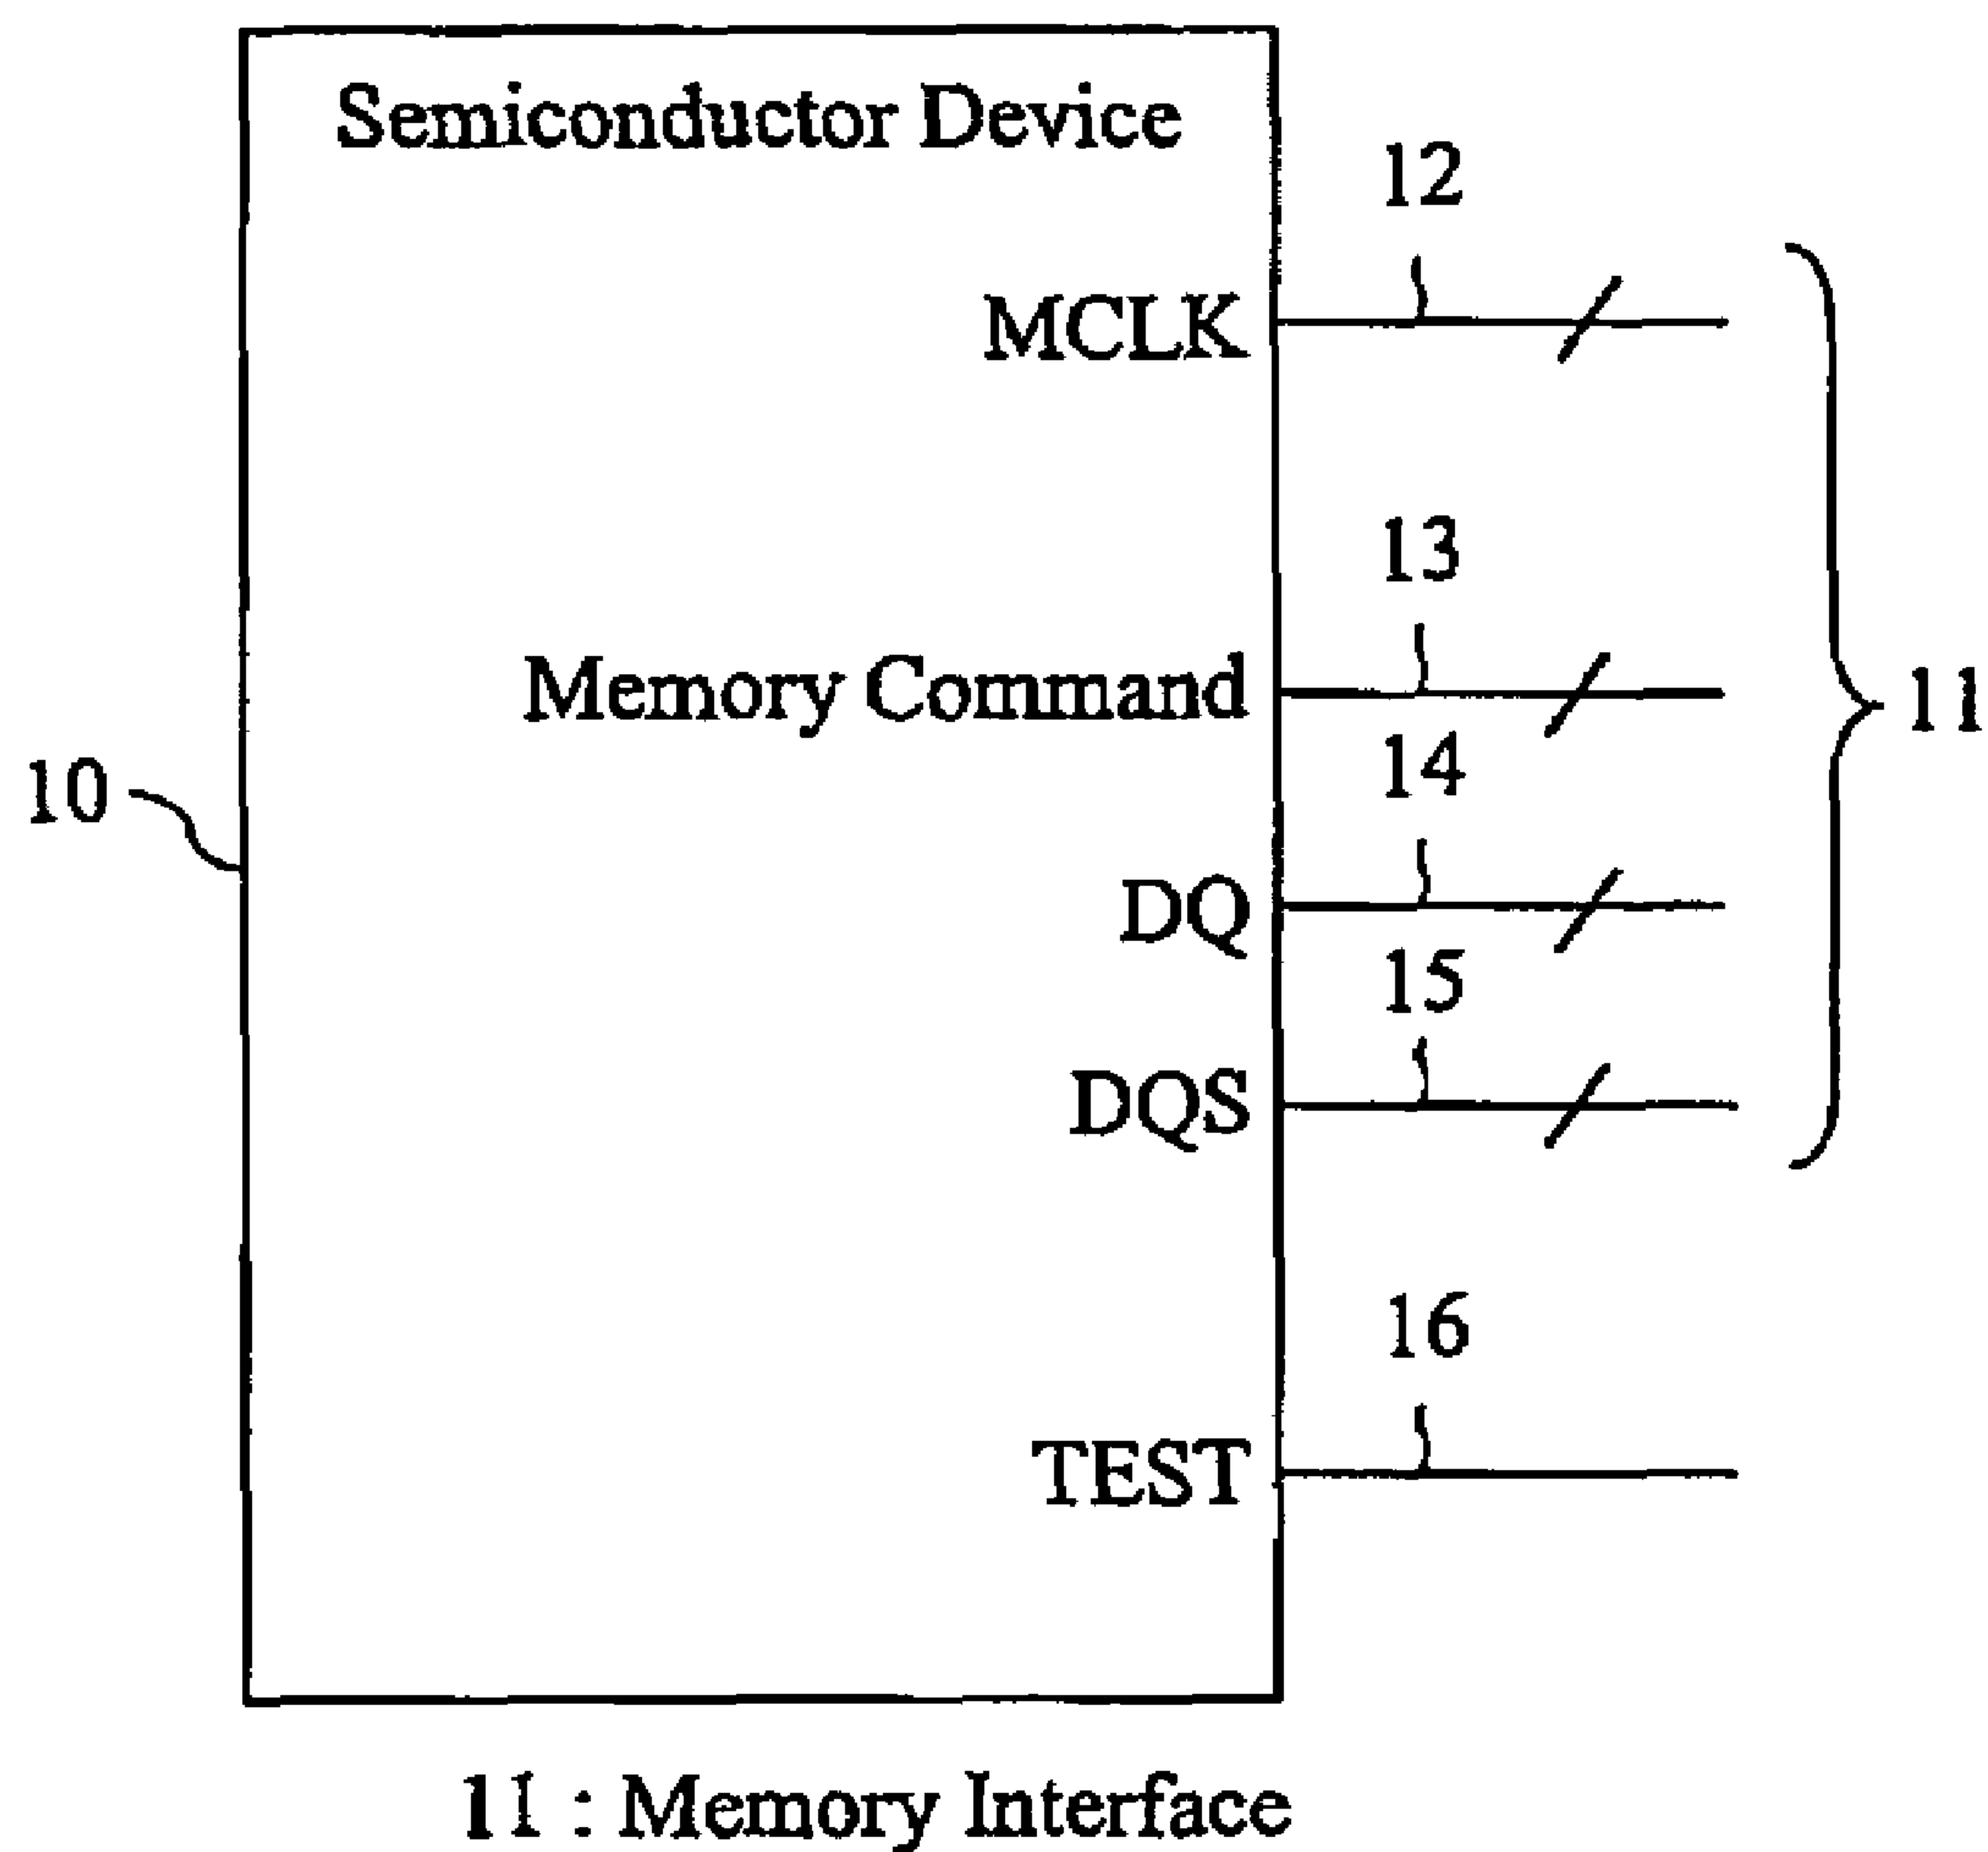 Semiconductor Device
12
MCLK
13
Memory Command
11
14
10
DQ
15
DQS
16
TEST
11 : Memory Interface